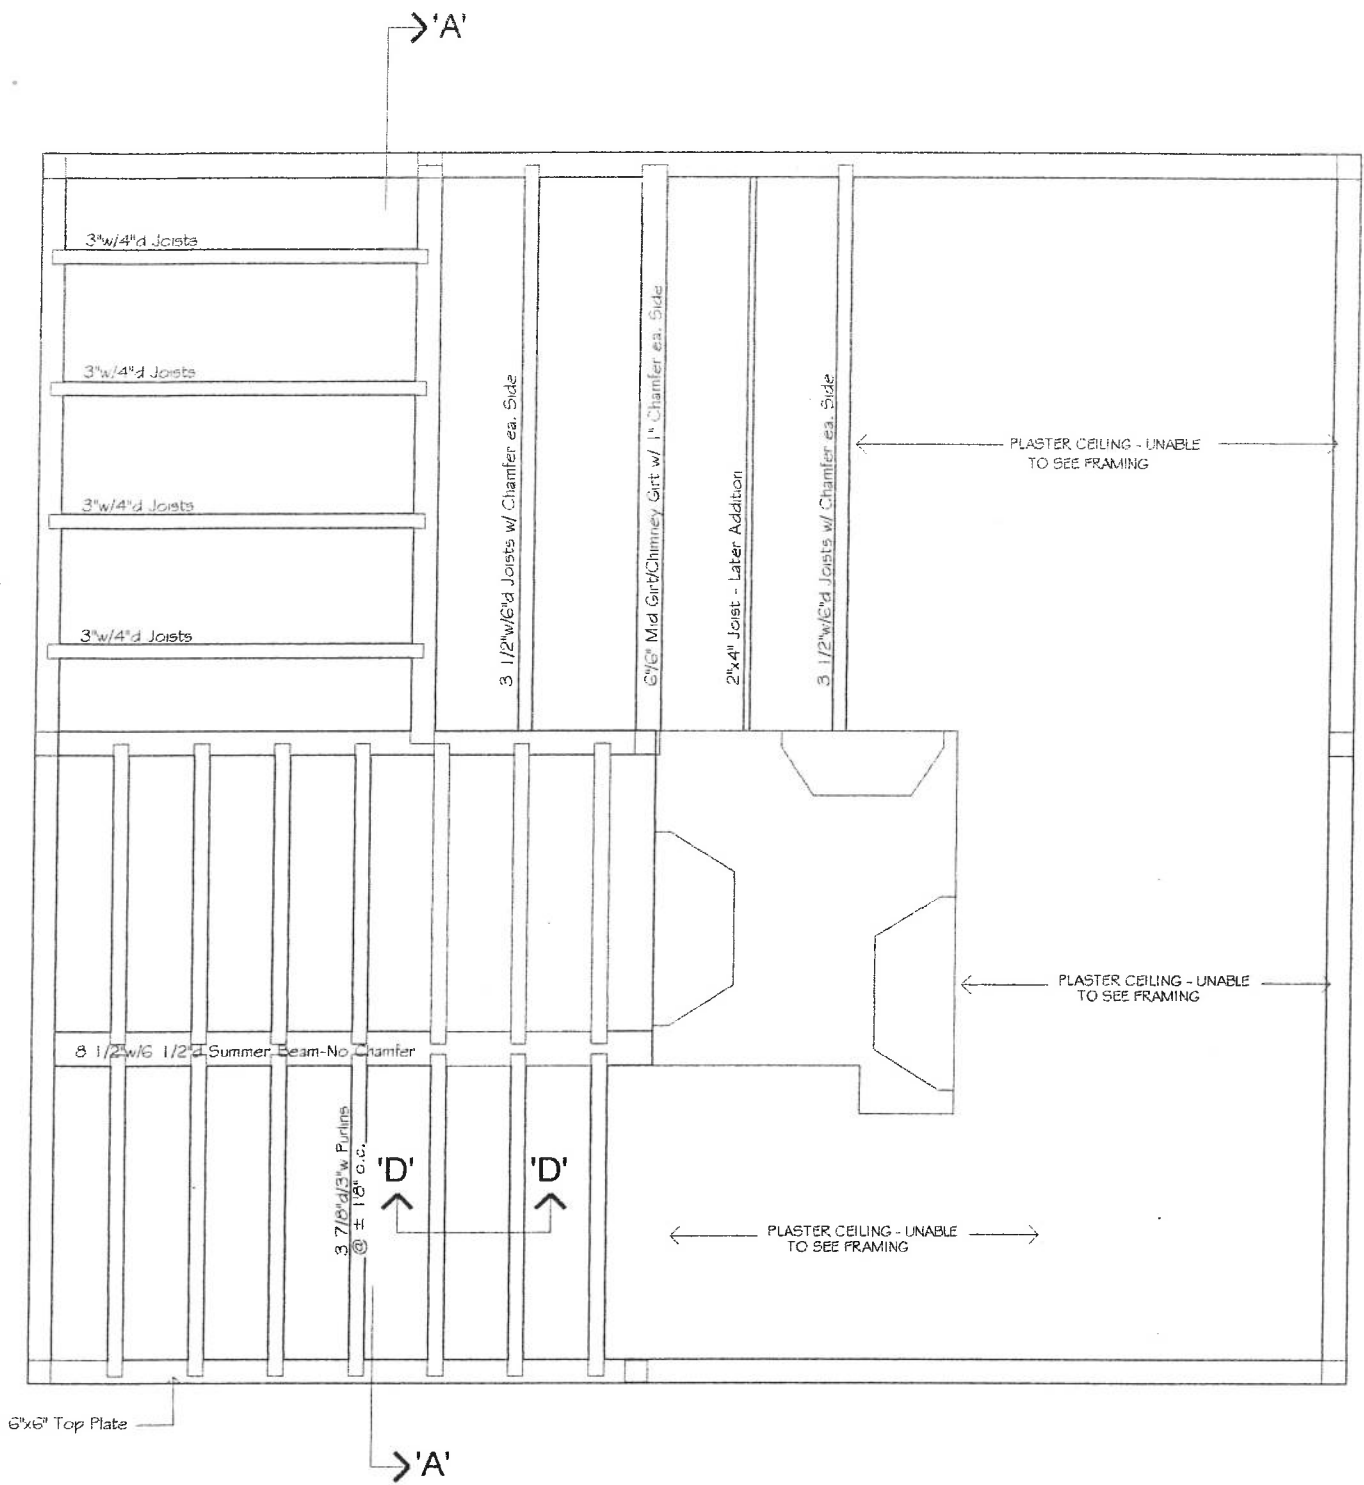 'A'
3"w/4"d Joists
3"w/4"d Joists
3"w/4"d Joists
3"w/4"d Joists
3 1/2"w/6"d Joists w/ Chamfer ea. Side
6"/6" Mid Girt/Chimney Girt w/ 1" Chamfer ea. Side
2"x4" Joist - Later Addition
3 1/2"w/6"d Joists w/ Chamfer ea. Side
PLASTER CEILING - UNABLE
TO SEE FRAMING
PLASTER CEILING - UNABLE
TO SEE FRAMING
8 1/2"w/6 1/2"d Summer Beam-No Chamfer
3 7/8"d/3"w Purlins
@ ± 1'8" o.c.
'D'
'D'
PLASTER CEILING - UNABLE
TO SEE FRAMING
6"x6" Top Plate
'A'